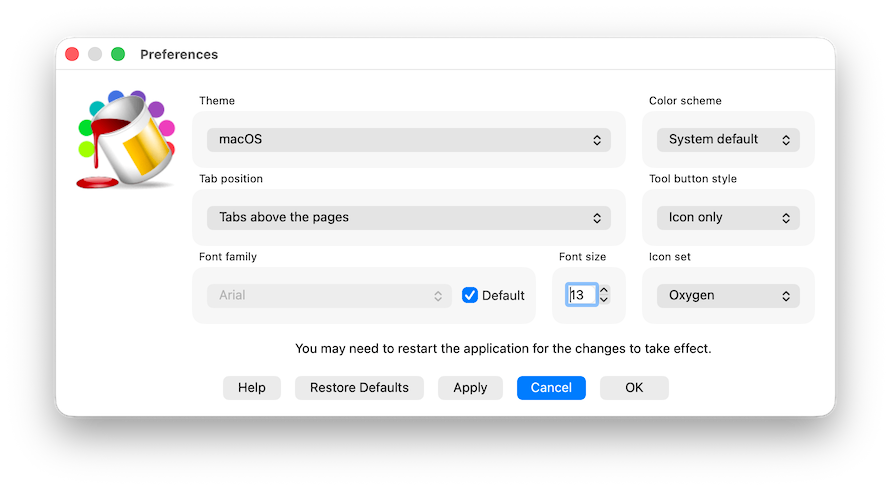 Preferences
Theme
Color scheme
macOS
System default
Tab position
Tool button style
Tabs above the pages
Icon only
Font family
Font size
Icon set
Arial
Default
13
Oxygen
You may need to restart the application for the changes to take effect.
Help
Restore Defaults
Apply
Cancel
OK